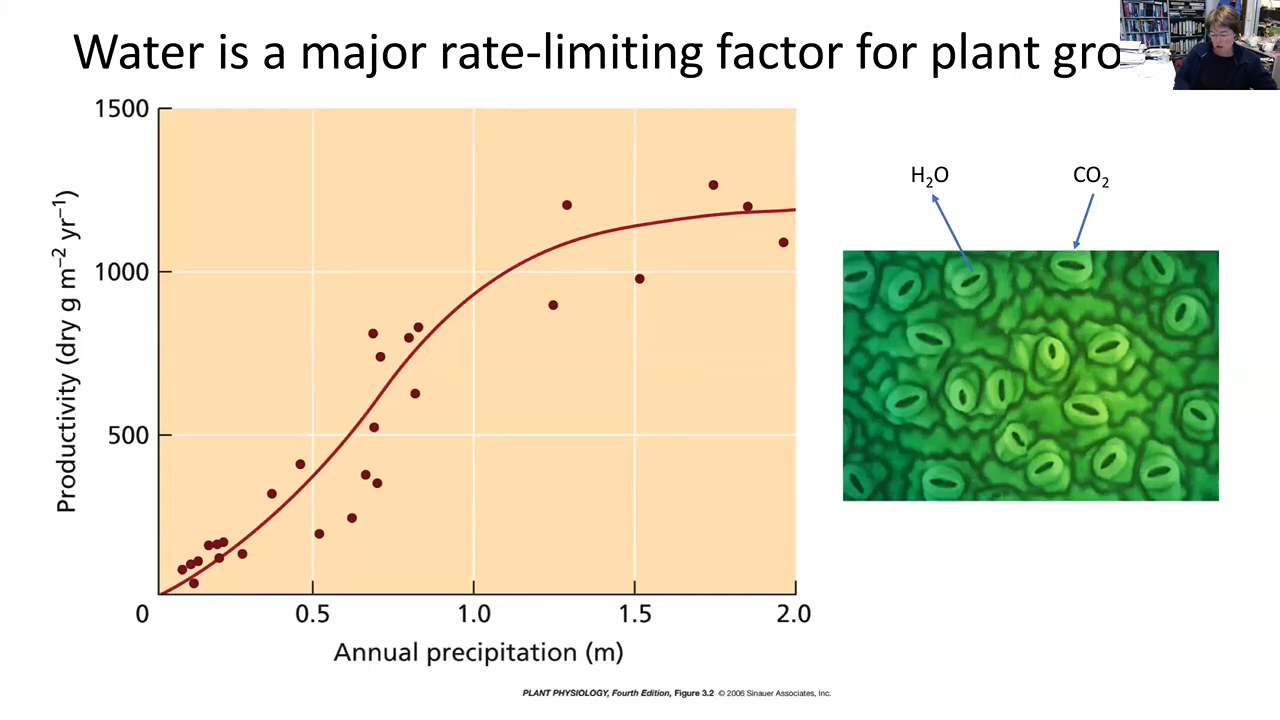 Water is a major rate-limiting factor for plant gro
1500
1000
500
0
0.5
1.0
1.5
2.0
Productivity (dry g m⁻² yr⁻¹)
Annual precipitation (m)
H₂O
CO₂
PLANT PHYSIOLOGY, Fourth Edition, Figure 3.2 © 2006 Sinauer Associates, Inc.